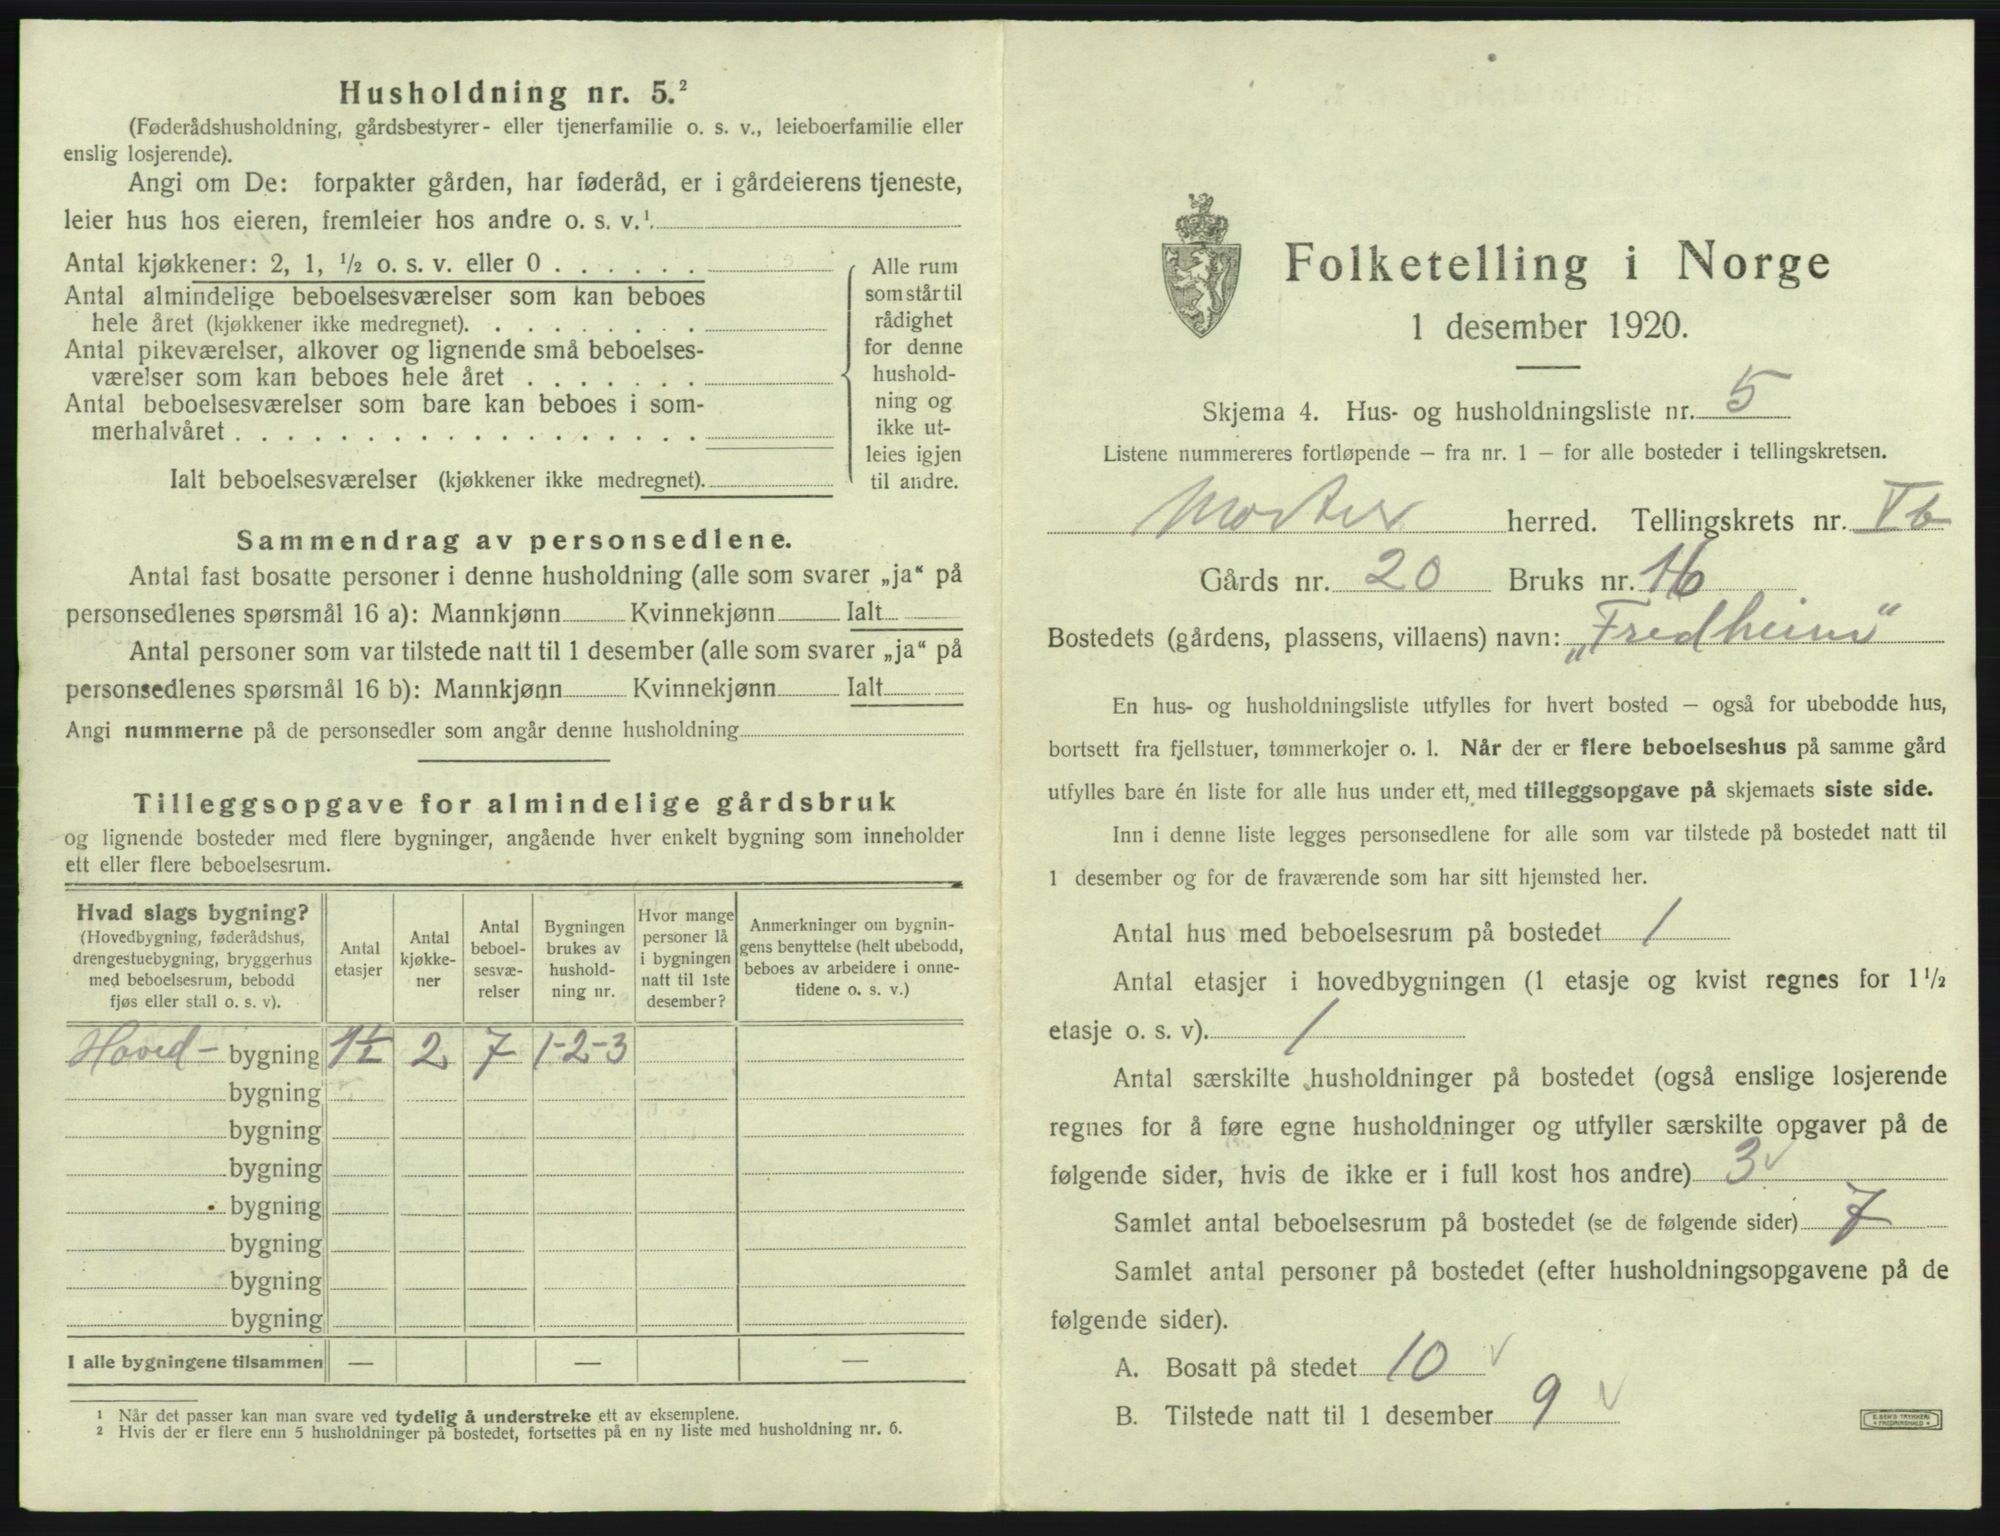 Husholdning nr. 5.²
(Føderådshusholdning, gårdsbestyrer- eller tjenerfamilie o. s. v., leieboerfamilie eller
enslig losjerende).
Angi om De: forpakter gården, har føderåd, er i gårdeierens tjeneste,
leier hus hos eieren, fremleier hos andre o. s. v.¹
Antal kjøkkener: 2, 1, ½ o. s. v. eller 0 . . . . . .
Antal almindelige beboelsesværelser som kan beboes
hele året (kjøkkener ikke medregnet). . . . . . . . .
Antal pikeværelser, alkover og lignende små beboelses-
værelser som kan beboes hele året . . . . . . .
Antal beboelsesværelser som bare kan beboes i som-
merhalvåret . . . . . . . . . . . . . . . . . .
Ialt beboelsesværelser (kjøkkener ikke medregnet).
Alle rum
som står til
rådighet
for denne
hushold-
ning og
ikke ut-
leies igjen
til andre.
Sammendrag av personsedlene.
Antal fast bosatte personer i denne husholdning (alle som svarer „ja“ på
personsedlenes spørsmål 16 a): Mannkjønn Kvinnekjønn Ialt
Antal personer som var tilstede natt til 1 desember (alle som svarer „ja“ på
personsedlenes spørsmål 16 b): Mannkjønn Kvinnekjønn Ialt
Angi nummerne på de personsedler som angår denne husholdning
Tilleggsopgave for almindelige gårdsbruk
og lignende bosteder med flere bygninger, angående hver enkelt bygning som inneholder
ett eller flere beboelsesrum.
Hvad slags bygning?
(Hovedbygning, føderådshus,
drengestuebygning, bryggerhus
med beboelsesrum, bebodd
fjøs eller stall o. s. v).
Antal
etasjer
Antal
kjøkke-
ner
Antal
beboel-
sesvæ-
relser
Bygningen
brukes av
hushold-
ning nr.
Hvor mange
personer lå
i bygningen
natt til 1ste
desember?
Anmerkninger om bygnin-
gens benyttelse (helt ubebodd,
beboes av arbeidere i onne-
tidene o. s. v.)
Hoved- bygning 1½ 2 7 1-2-3
bygning
bygning
bygning
bygning
bygning
bygning
bygning
I alle bygningene tilsammen — — —
¹ Når det passer kan man svare ved tydelig å understreke ett av eksemplene.
² Hvis der er flere enn 5 husholdninger på bostedet, fortsettes på en ny liste med husholdning nr. 6.
Folketelling i Norge
1 desember 1920.
Skjema 4. Hus- og husholdningsliste nr. 5
Listene nummereres fortløpende – fra nr. 1 – for alle bosteder i tellingskretsen.
herred. Tellingskrets nr. Vb
Gårds nr. 20 Bruks nr. 16
Bostedets (gårdens, plassens, villaens) navn: „Fredheim“
En hus- og husholdningsliste utfylles for hvert bosted – også for ubebodde hus,
bortsett fra fjellstuer, tømmerkojer o. l. Når der er flere beboelseshus på samme gård
utfylles bare én liste for alle hus under ett, med tilleggsopgave på skjemaets siste side.
Inn i denne liste legges personsedlene for alle som var tilstede på bostedet natt til
1 desember og for de fraværende som har sitt hjemsted her.
Antal hus med beboelsesrum på bostedet 1
Antal etasjer i hovedbygningen (1 etasje og kvist regnes for 1½
etasje o. s. v). 1
Antal særskilte husholdninger på bostedet (også enslige losjerende
regnes for å føre egne husholdninger og utfyller særskilte opgaver på de
følgende sider, hvis de ikke er i full kost hos andre) 3 ✓
Samlet antal beboelsesrum på bostedet (se de følgende sider) 7
Samlet antal personer på bostedet (efter husholdningsopgavene på de
følgende sider).
A. Bosatt på stedet 10 ✓
B. Tilstede natt til 1 desember 9 ✓